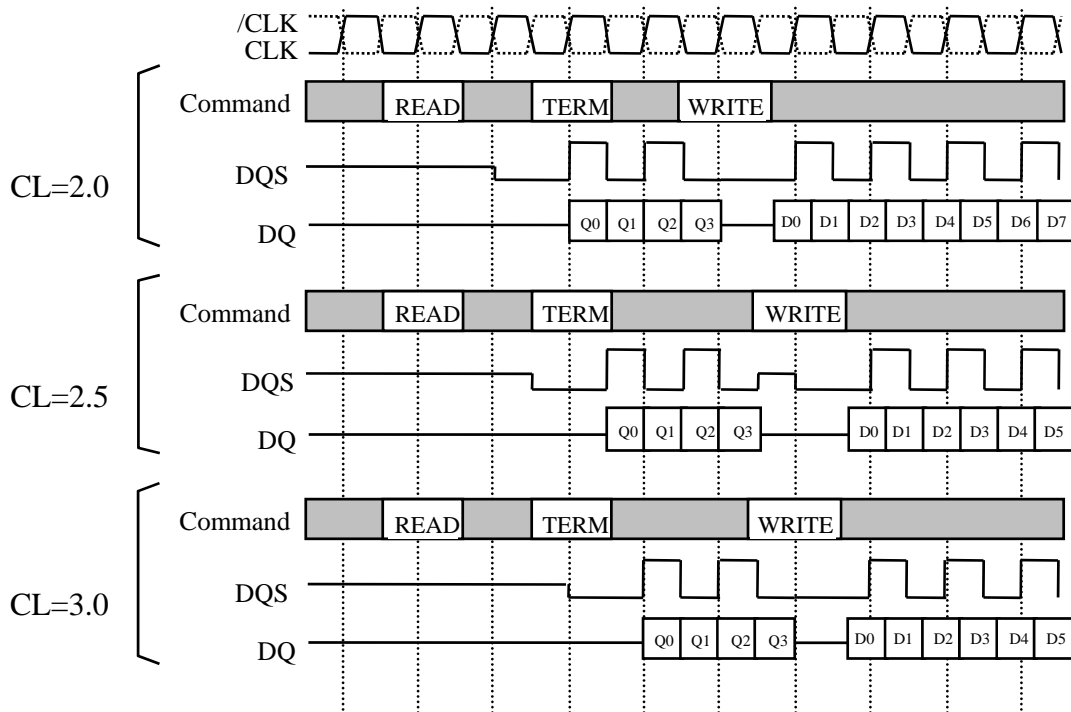 /CLK
CLK
Command READ TERM WRITE
CL=2.0
DQS
DQ Q0 Q1 Q2 Q3 D0 D1 D2 D3 D4 D5 D6 D7
Command READ TERM WRITE
CL=2.5
DQS
DQ Q0 Q1 Q2 Q3 D0 D1 D2 D3 D4 D5
Command READ TERM WRITE
CL=3.0
DQS
DQ Q0 Q1 Q2 Q3 D0 D1 D2 D3 D4 D5